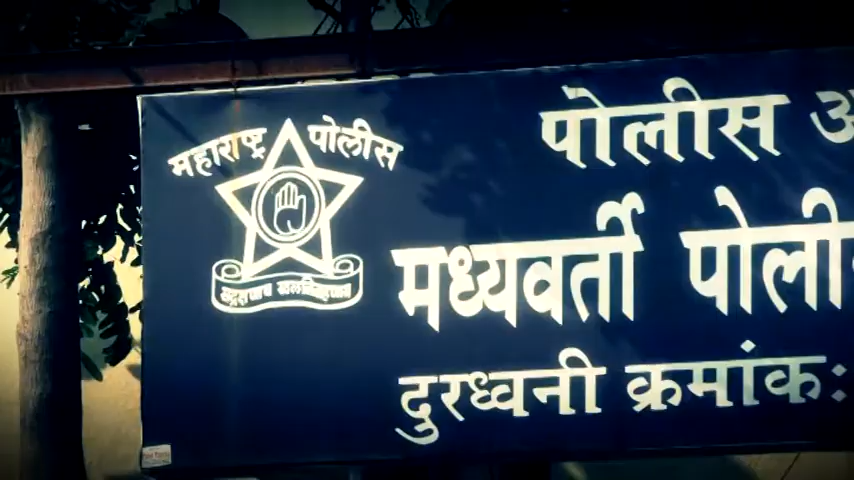 महाराष्ट्र पोलीस
पोलीस
मध्यवर्ती पोली
दुरध्वनी क्रमांक: